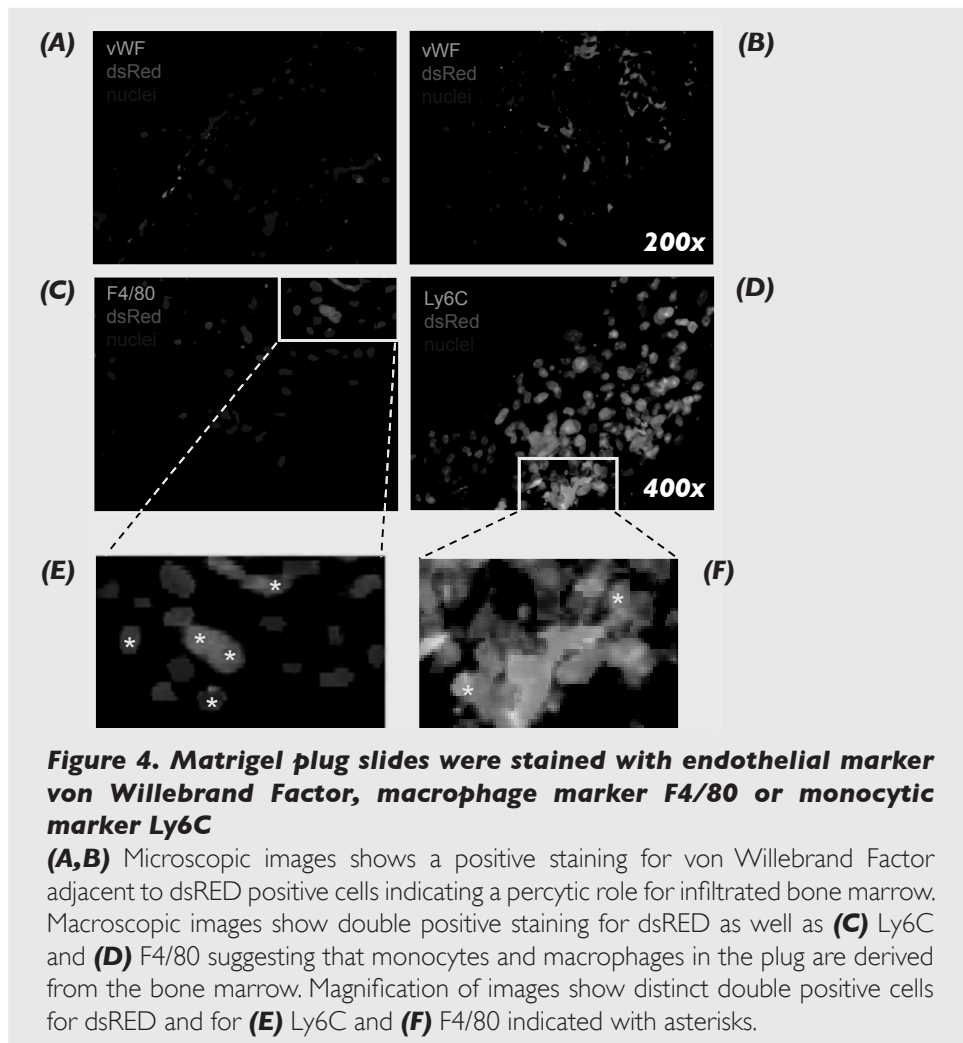 (A)
vWF
dsRed
nuclei
vWF
dsRed
nuclei
(B)
200x
(C)
F4/80
dsRed
nuclei
Ly6C
dsRed
nuclei
(D)
400x
(E)
* * * * *
* *
(F)
Figure 4. Matrigel plug slides were stained with endothelial marker
von Willebrand Factor, macrophage marker F4/80 or monocytic
marker Ly6C
(A,B) Microscopic images shows a positive staining for von Willebrand Factor
adjacent to dsRED positive cells indicating a percytic role for infiltrated bone marrow.
Macroscopic images show double positive staining for dsRED as well as (C) Ly6C
and (D) F4/80 suggesting that monocytes and macrophages in the plug are derived
from the bone marrow. Magnification of images show distinct double positive cells
for dsRED and for (E) Ly6C and (F) F4/80 indicated with asterisks.